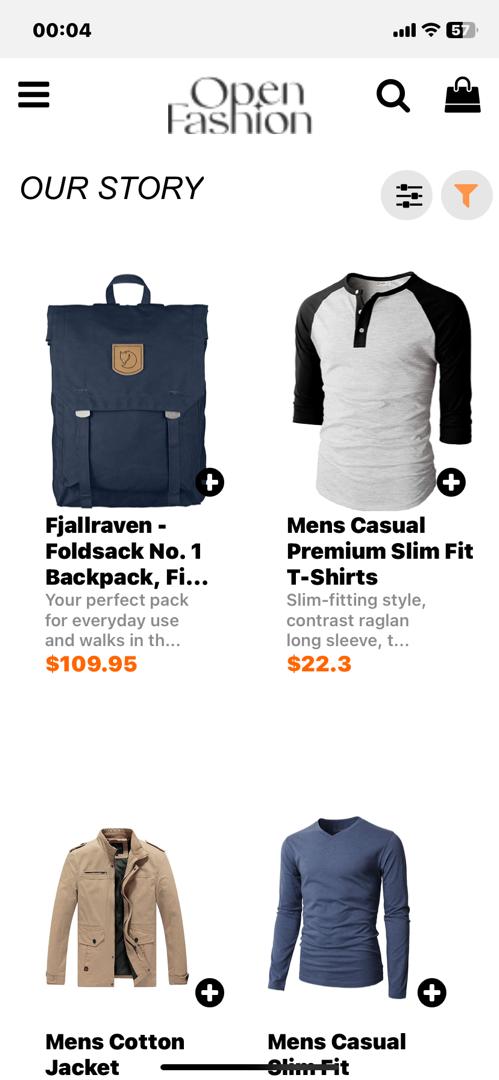 00:04
57
Open
Fashion
OUR STORY
Fjallraven -
Foldsack No. 1
Backpack, Fi...
Your perfect pack
for everyday use
and walks in th...
$109.95
Mens Casual
Premium Slim Fit
T-Shirts
Slim-fitting style,
contrast raglan
long sleeve, t...
$22.3
Mens Cotton
Jacket
Mens Casual
Slim Fit